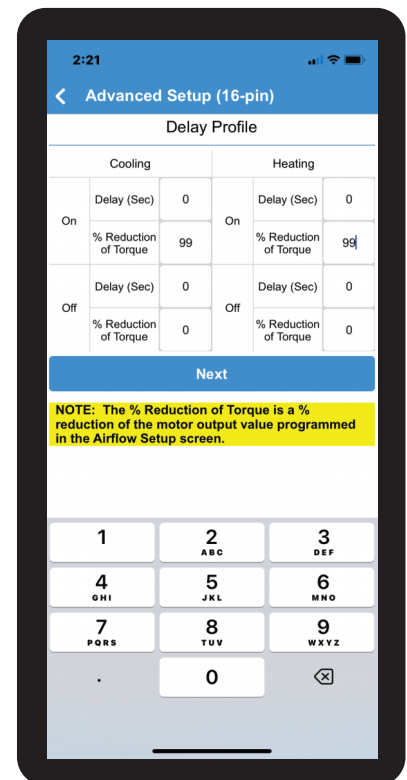 2:21
Advanced Setup (16-pin)
Delay Profile
Cooling
Heating
On
Delay (Sec)
0
% Reduction
of Torque
99
On
Delay (Sec)
0
% Reduction
of Torque
99
Off
Delay (Sec)
0
% Reduction
of Torque
0
Off
Delay (Sec)
0
% Reduction
of Torque
0
Next
NOTE:  The % Reduction of Torque is a %
reduction of the motor output value programmed
in the Airflow Setup screen.
1
2
ABC
3
DEF
4
GHI
5
JKL
6
MNO
7
PQRS
8
TUV
9
WXYZ
.
0